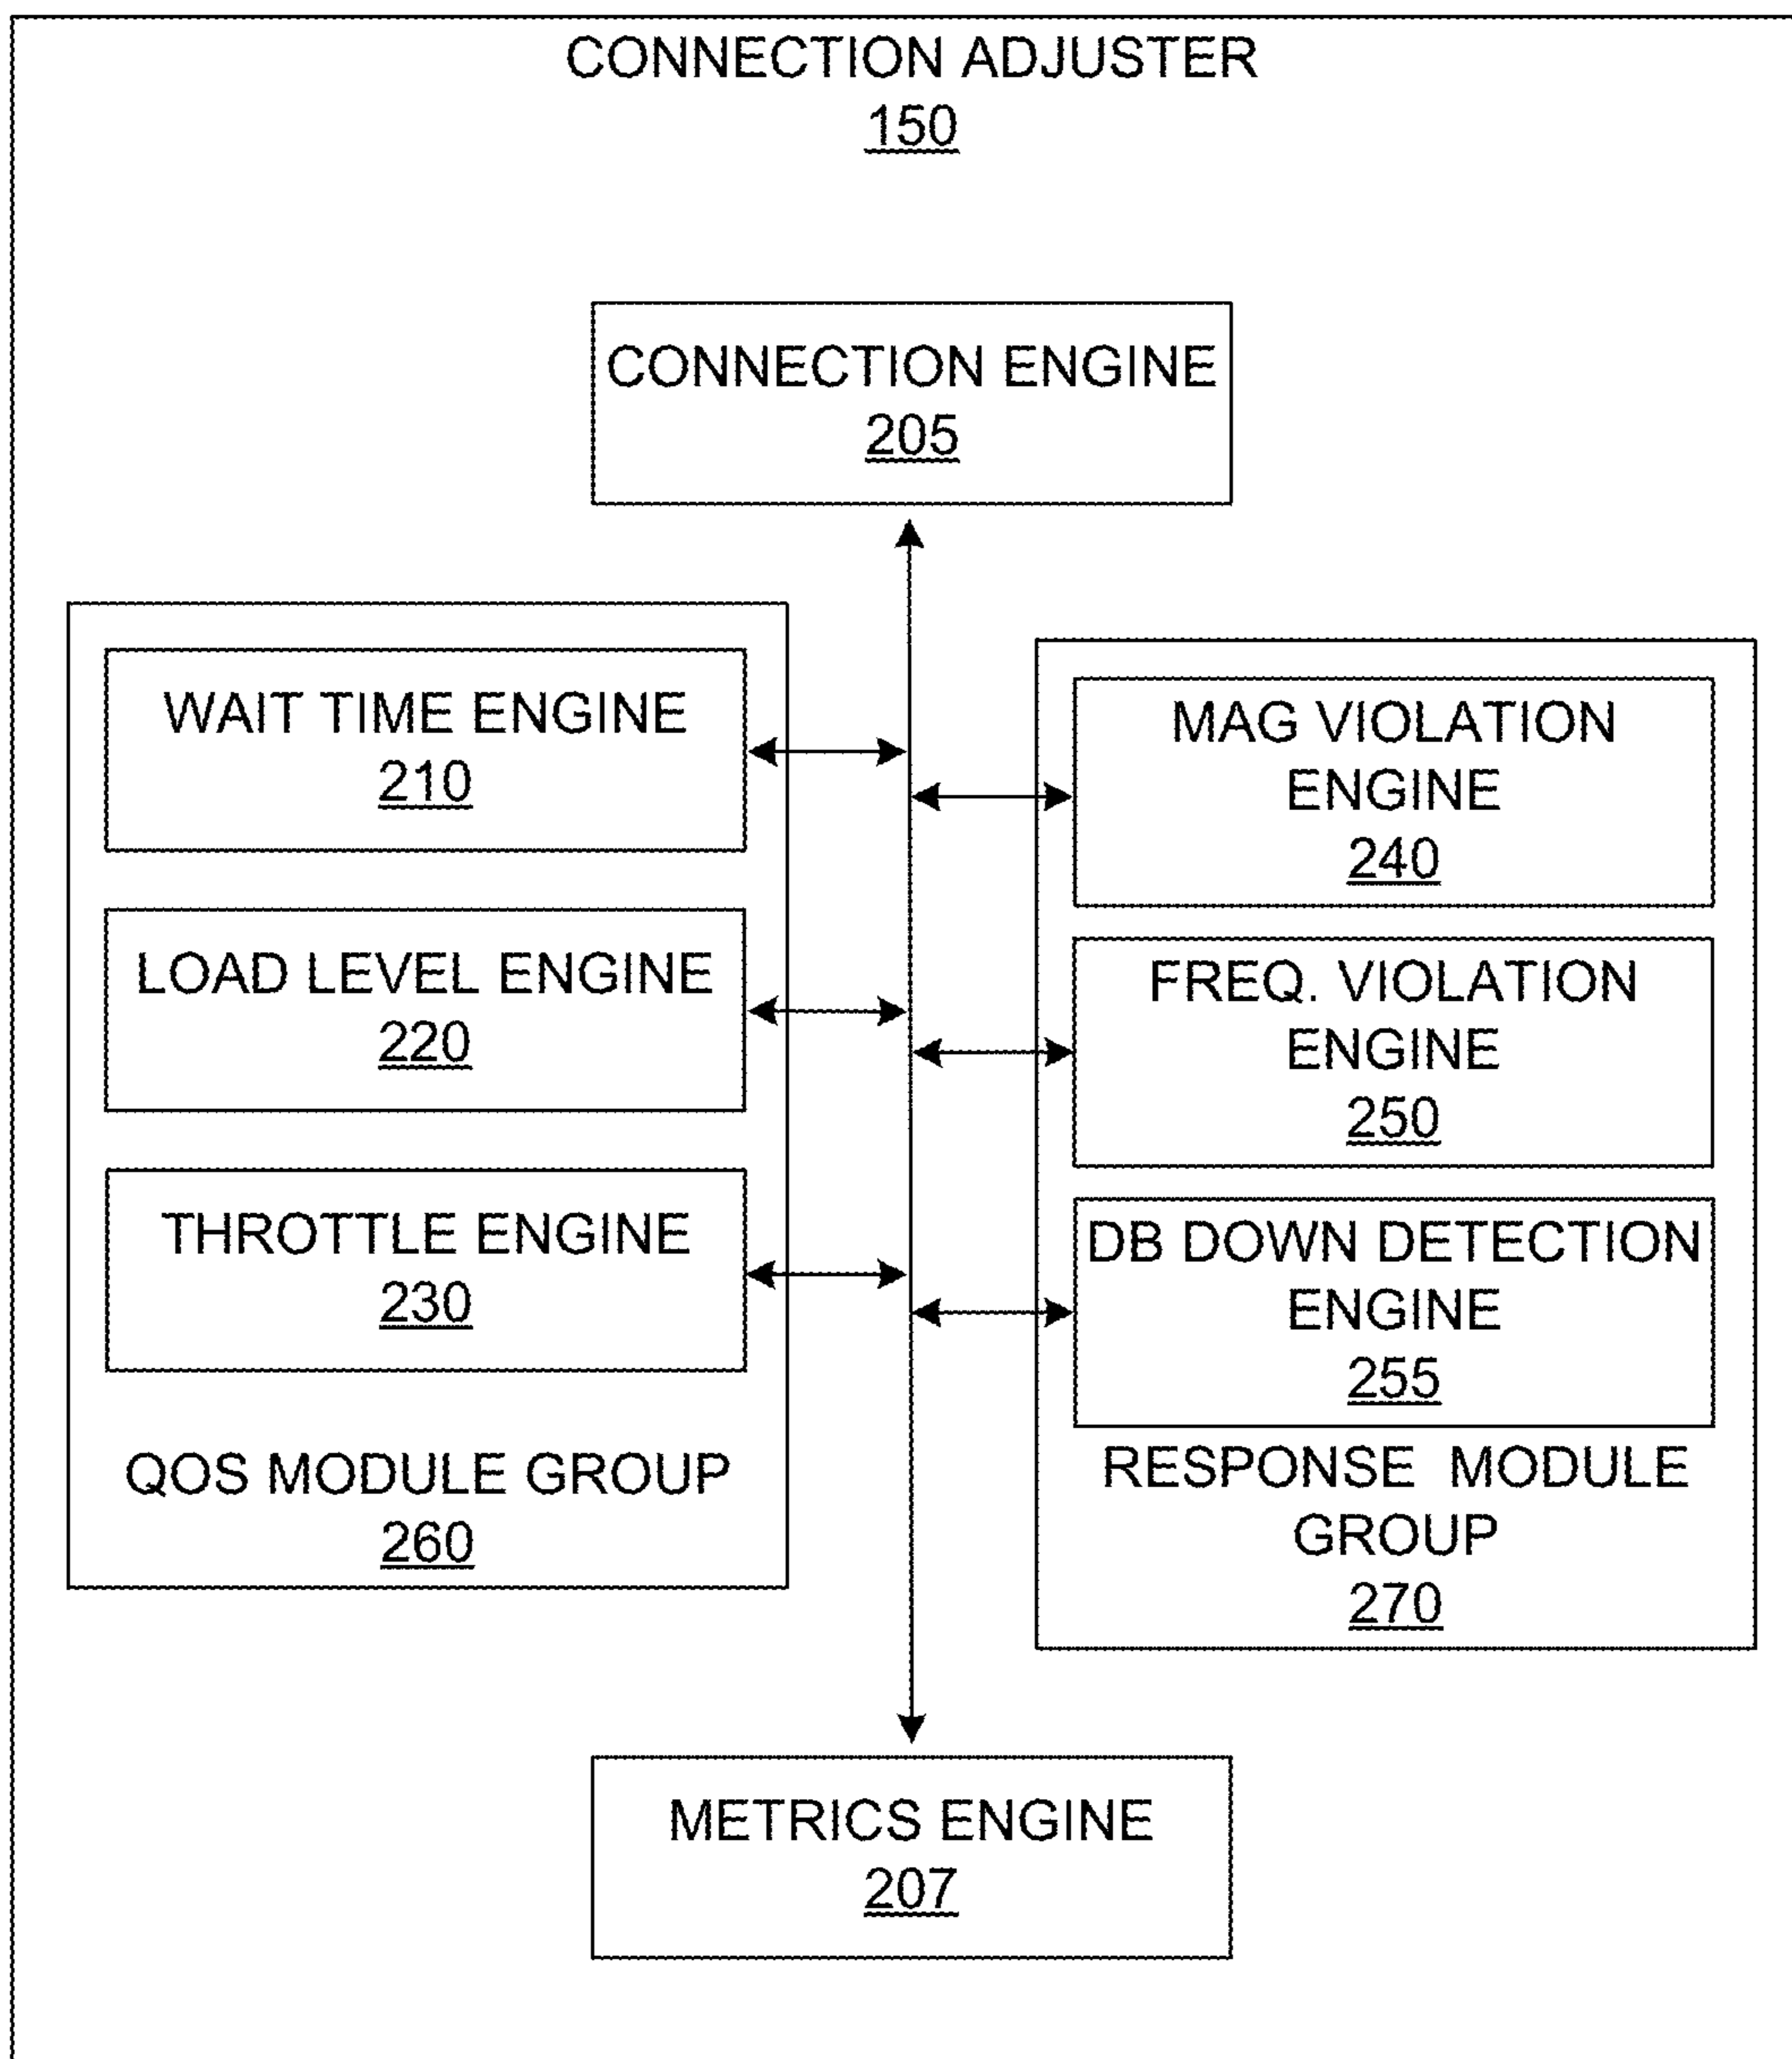 CONNECTION ADJUSTER
150
CONNECTION ENGINE
205
WAIT TIME ENGINE
210
LOAD LEVEL ENGINE
220
THROTTLE ENGINE
230
QOS MODULE GROUP
260
MAG VIOLATION
ENGINE
240
FREQ. VIOLATION
ENGINE
250
DB DOWN DETECTION
ENGINE
255
RESPONSE MODULE
GROUP
270
METRICS ENGINE
207